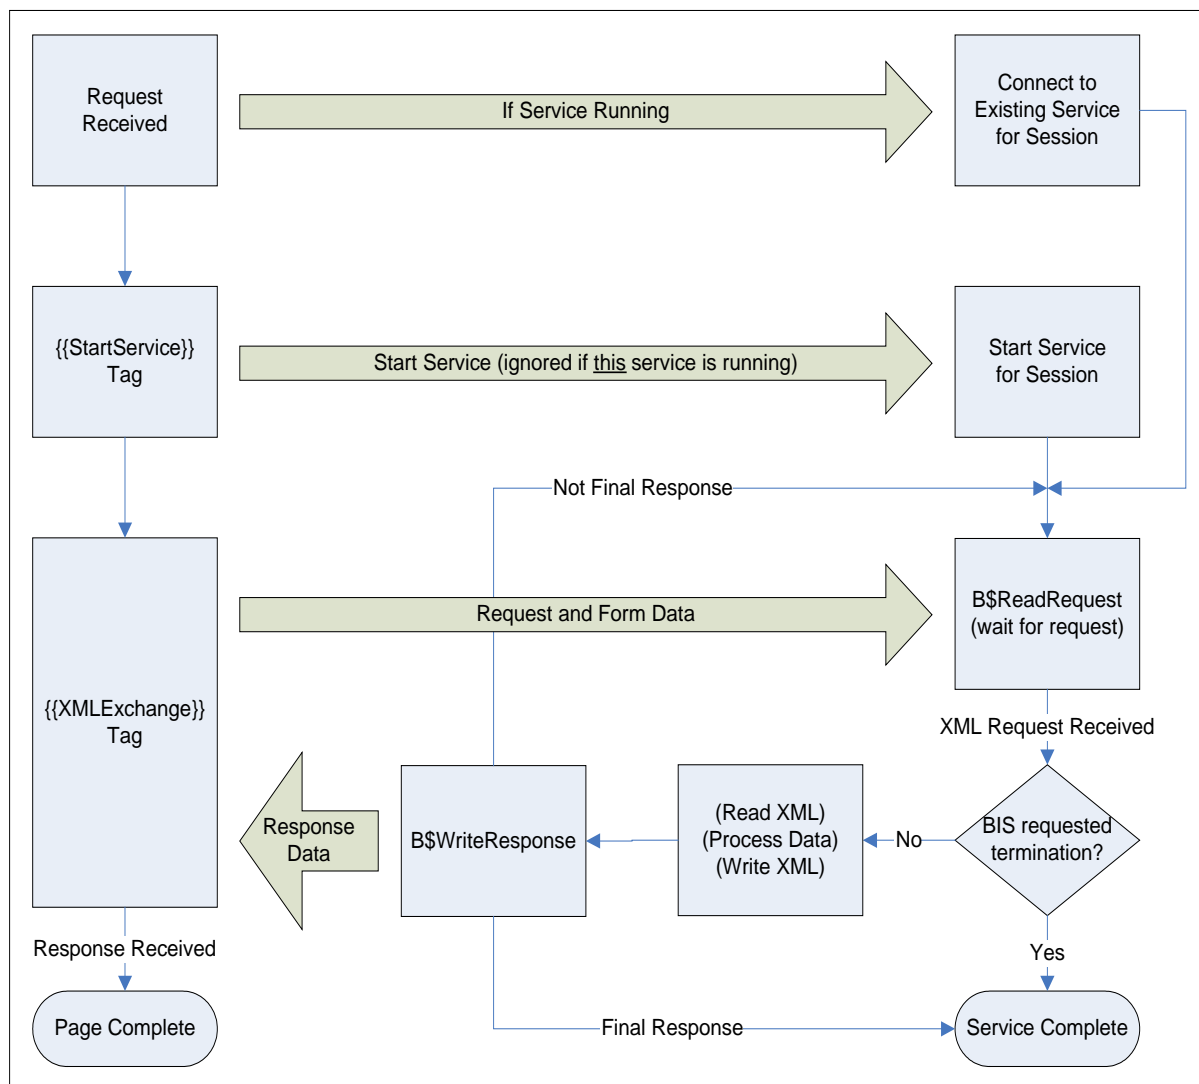 Request
Received
If Service Running
Connect to
Existing Service
for Session
{{StartService}}
Tag
Start Service (ignored if this service is running)
Start Service
for Session
Not Final Response
{{XMLExchange}}
Tag
Request and Form Data
B$ReadRequest
(wait for request)
XML Request Received
Response
Data
B$WriteResponse
(Read XML)
(Process Data)
(Write XML)
No
BIS requested
termination?
Response Received
Yes
Page Complete
Final Response
Service Complete